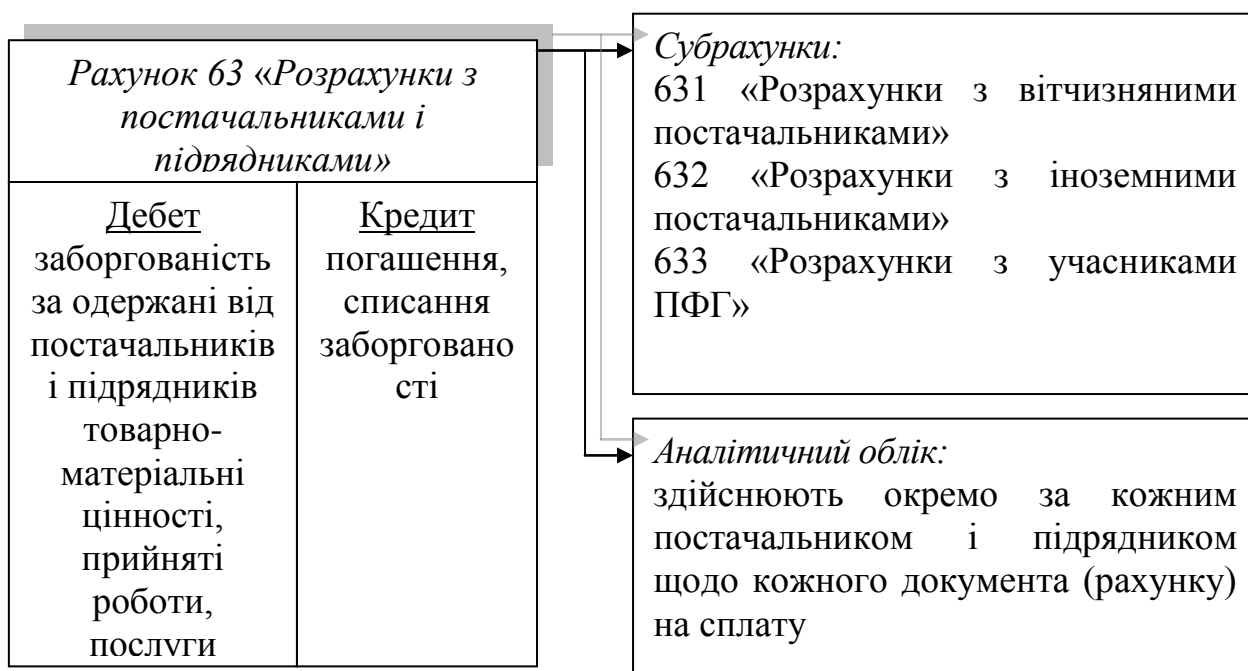 Рахунок 63 «Розрахунки з
постачальниками і
підрядниками»
Дебет
заборгованість
за одержані від
постачальників
і підрядників
товарно-
матеріальні
цінності,
прийняті
роботи,
послуги
Кредит
погашення,
списання
заборговано
сті
Субрахунки:
631 «Розрахунки з вітчизняними
постачальниками»
632 «Розрахунки з іноземними
постачальниками»
633 «Розрахунки з учасниками
ПФГ»
Аналітичний облік:
здійснюють окремо за кожним
постачальником і підрядником
щодо кожного документа (рахунку)
на сплату